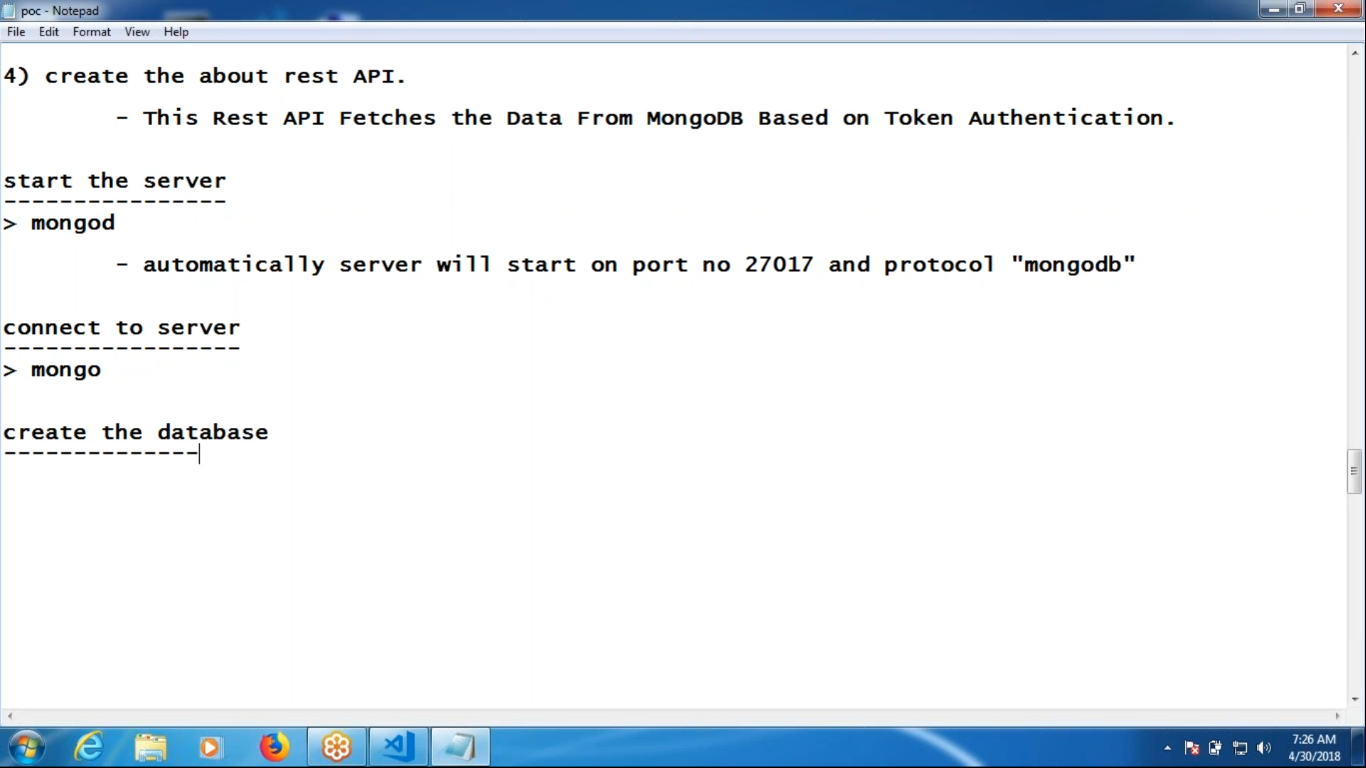 poc - Notepad
File Edit Format View Help
4) create the about rest API.
- This Rest API Fetches the Data From MongoDB Based on Token Authentication.
start the server
----------------
> mongod
- automatically server will start on port no 27017 and protocol "mongodb"
connect to server
-----------------
> mongo
create the database
--------------
7:26 AM
4/30/2018